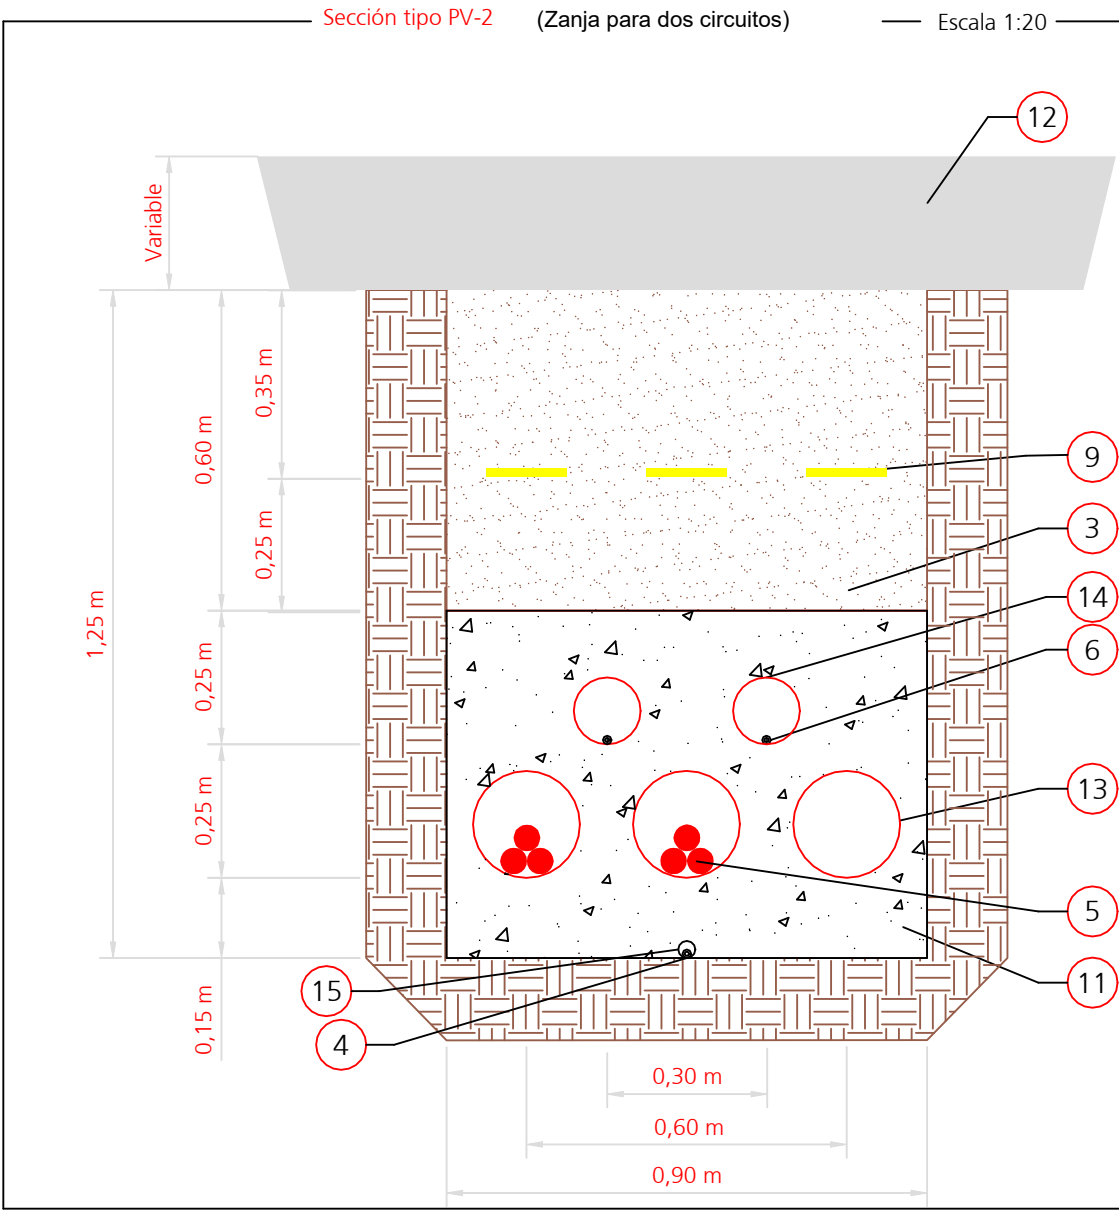 Sección tipo PV-2 (Zanja para dos circuitos) Escala 1:20
12
Variable
0,35 m
0,60 m
9
0,25 m
3
1,25 m
14
6
0,25 m
13
0,25 m
5
15
11
0,15 m
4
0,30 m
0,60 m
0,90 m